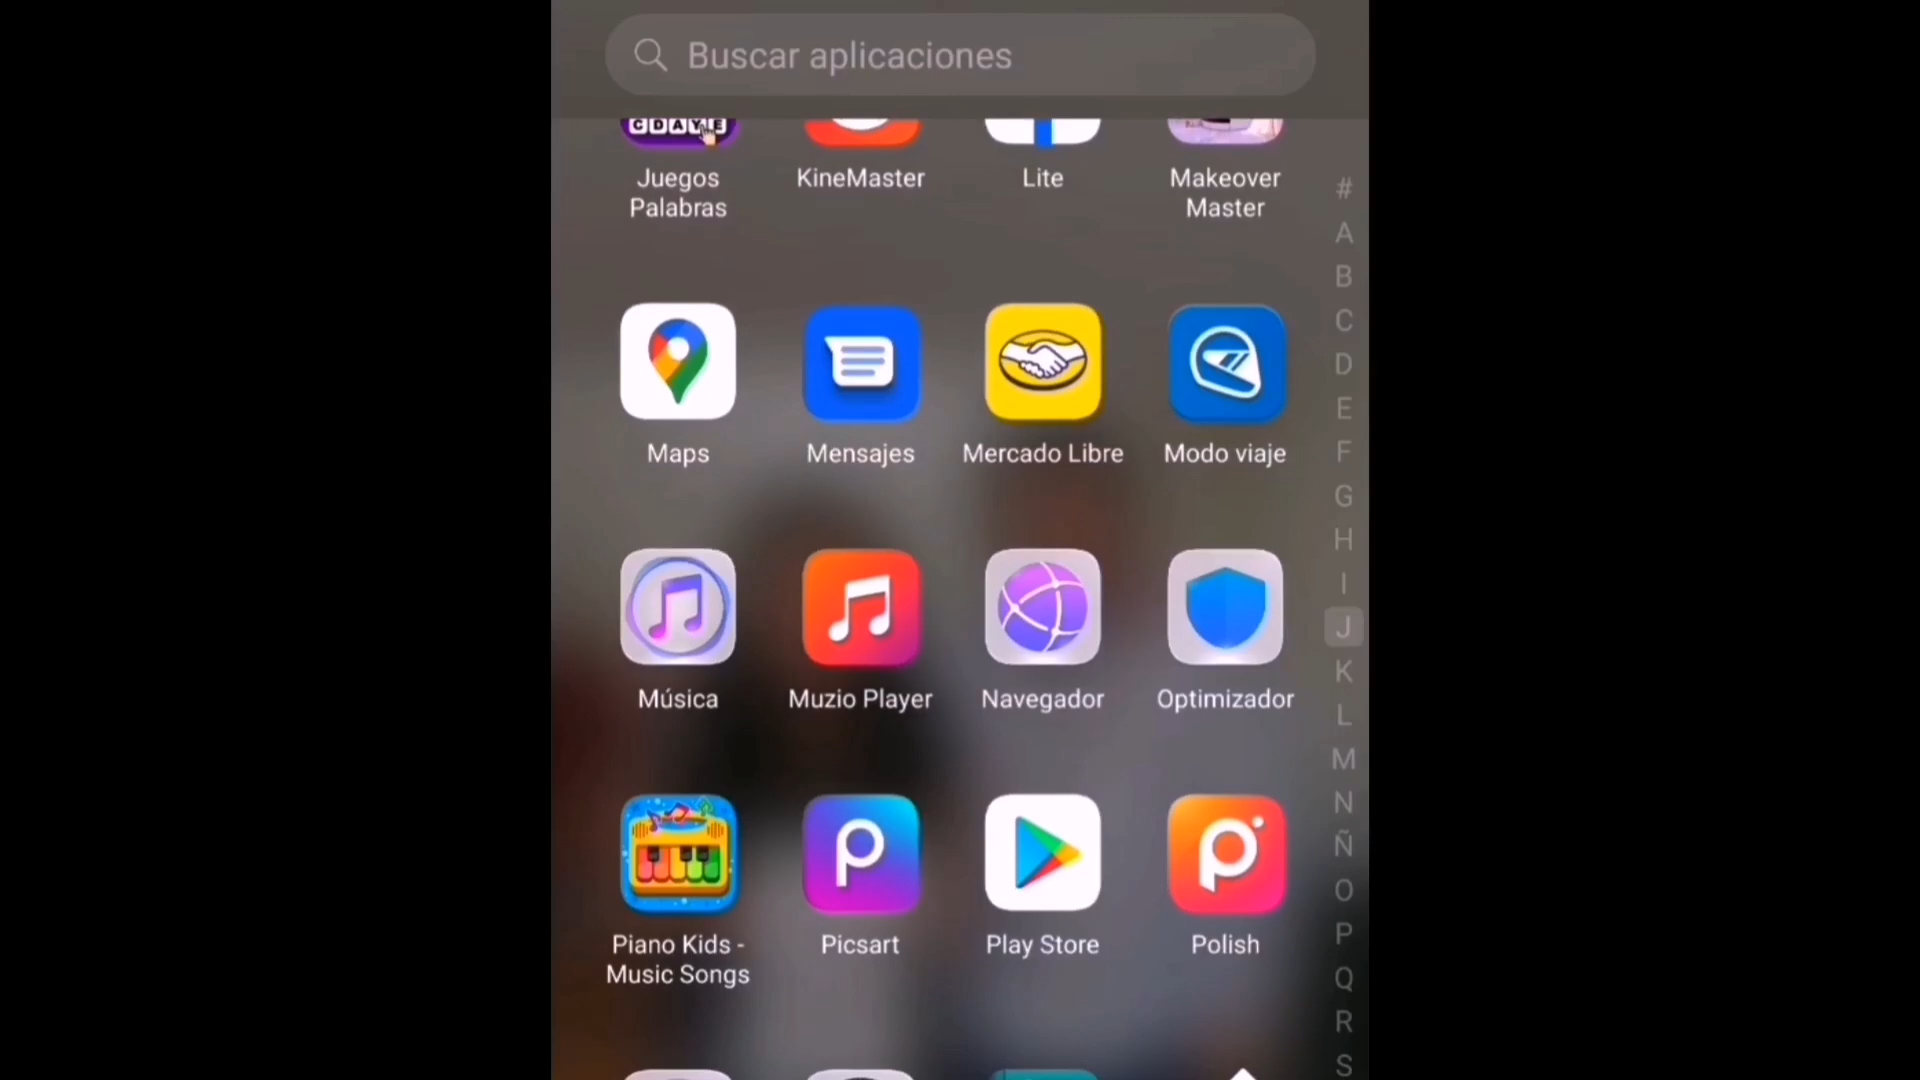 Buscar aplicaciones
CDAYE
Juegos
Palabras
KineMaster
Lite
Makeover
Master
Maps
Mensajes
Mercado Libre
Modo viaje
Música
Muzio Player
Navegador
Optimizador
Piano Kids -
Music Songs
Picsart
Play Store
Polish
#
A
B
C
D
E
F
G
H
I
J
K
L
M
N
Ñ
O
P
Q
R
S